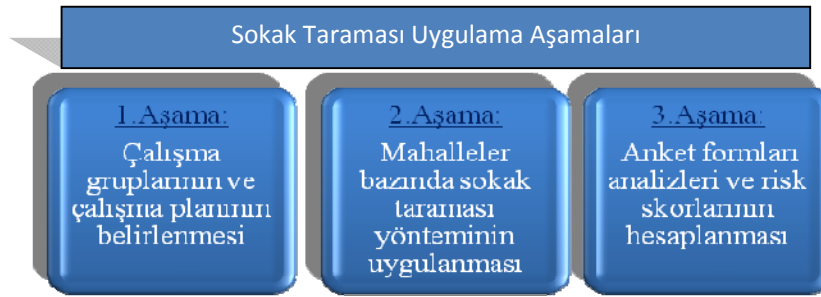 Sokak Taraması Uygulama Aşamaları
1.Aşama:
Çalışma
gruplarının ve
çalışma planının
belirlenmesi
2.Aşama:
Mahalleler
bazında sokak
taraması
yönteminin
uygulanması
3.Aşama:
Anket formları
analizleri ve risk
skorlarının
hesaplanması